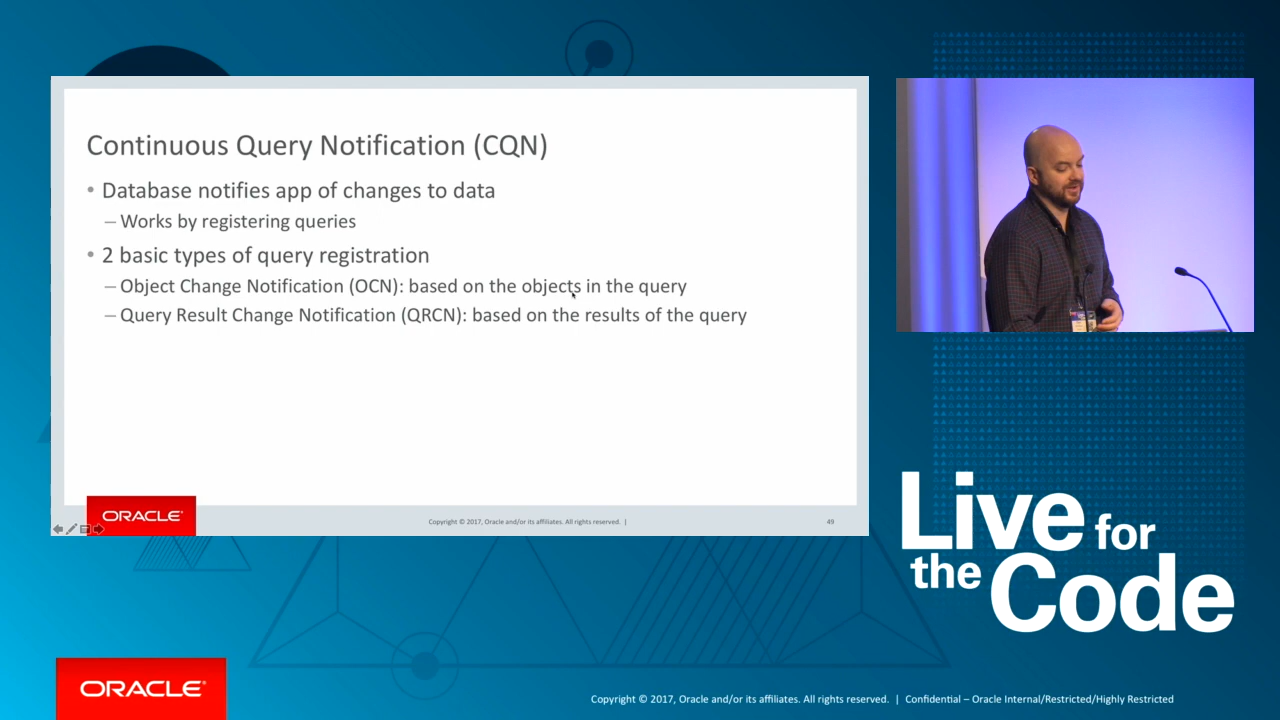 Continuous Query Notification (CQN)
• Database notifies app of changes to data
– Works by registering queries
• 2 basic types of query registration
– Object Change Notification (OCN): based on the objects in the query
– Query Result Change Notification (QRCN): based on the results of the query
ORACLE®
Copyright © 2017, Oracle and/or its affiliates. All rights reserved. |
49
Live for
the Code
ORACLE®
Copyright © 2017, Oracle and/or its affiliates. All rights reserved. | Confidential – Oracle Internal/Restricted/Highly Restricted